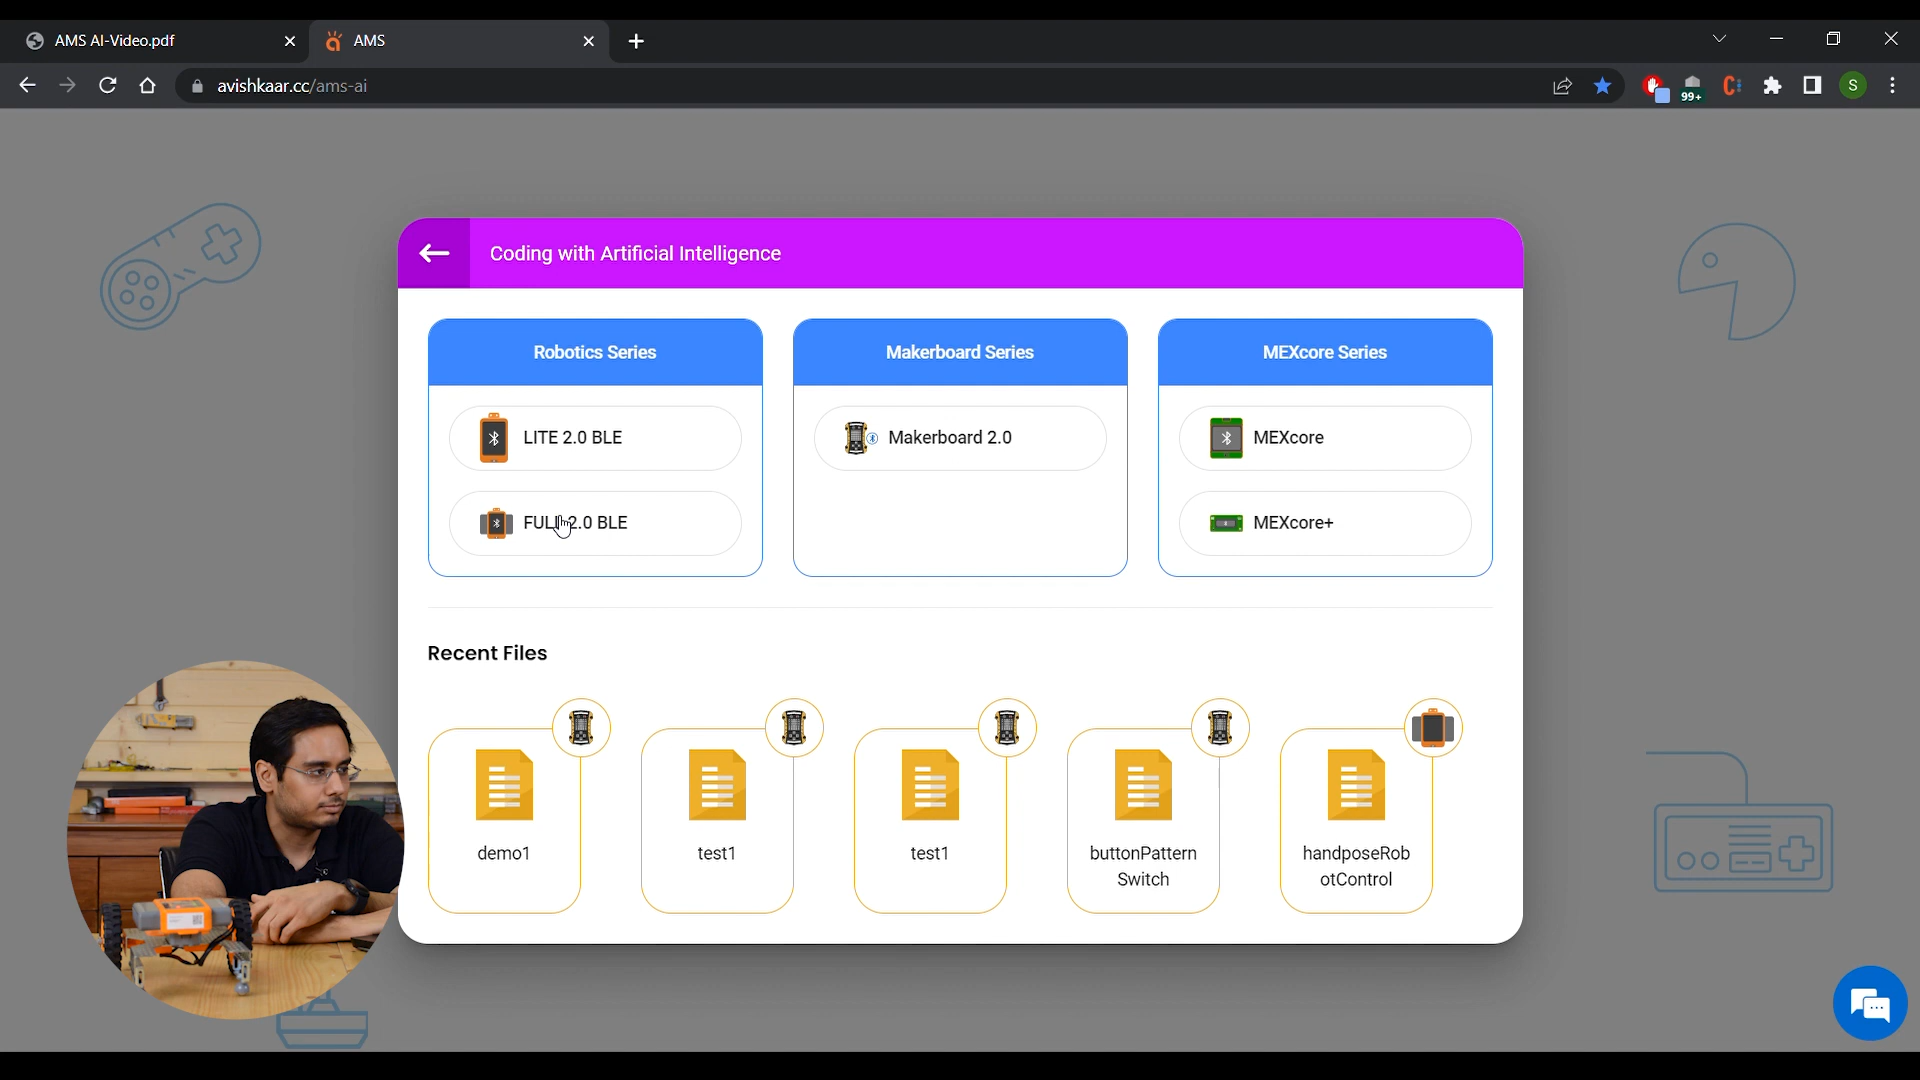 AMS AI-Video.pdf
AMS
avishkaar.cc/ams-ai
99+
S
Coding with Artificial Intelligence
Robotics Series
Makerboard Series
MEXcore Series
LITE 2.0 BLE
Makerboard 2.0
MEXcore
FULL 2.0 BLE
MEXcore+
Recent Files
demo1
test1
test1
buttonPattern
Switch
handposeRob
otControl